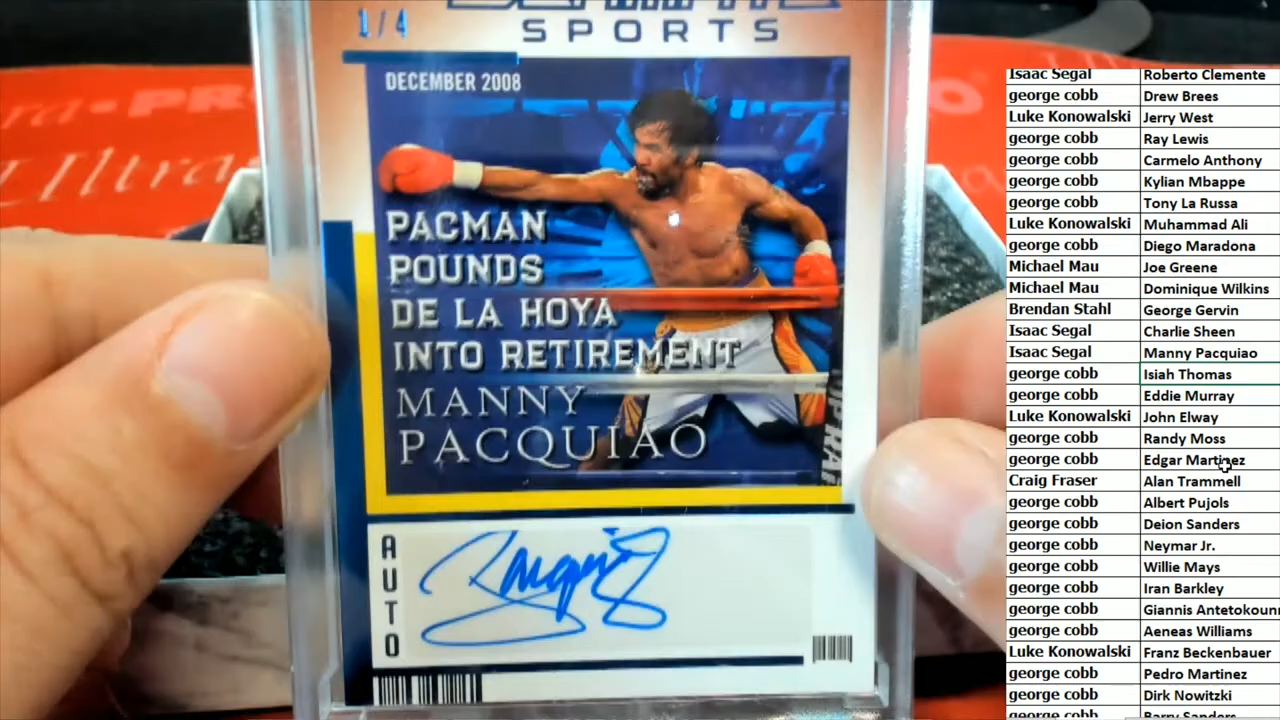 1/4
SPORTS
DECEMBER 2008
PACMAN
POUNDS
DE LA HOYA
INTO RETIREMENT
MANNY
PACQUIAO
AUTO
Isaac Segal Roberto Clemente
george cobb Drew Brees
Luke Konowalski Jerry West
george cobb Ray Lewis
george cobb Carmelo Anthony
george cobb Kylian Mbappe
george cobb Tony La Russa
Luke Konowalski Muhammad Ali
george cobb Diego Maradona
Michael Mau Joe Greene
Michael Mau Dominique Wilkins
Brendan Stahl George Gervin
Isaac Segal Charlie Sheen
Isaac Segal Manny Pacquiao
george cobb Isiah Thomas
george cobb Eddie Murray
Luke Konowalski John Elway
george cobb Randy Moss
george cobb Edgar Martinez
Craig Fraser Alan Trammell
george cobb Albert Pujols
george cobb Deion Sanders
george cobb Neymar Jr.
george cobb Willie Mays
george cobb Iran Barkley
george cobb Giannis Antetokoun
george cobb Aeneas Williams
Luke Konowalski Franz Beckenbauer
george cobb Pedro Martinez
george cobb Dirk Nowitzki
george cobb Barry Sanders